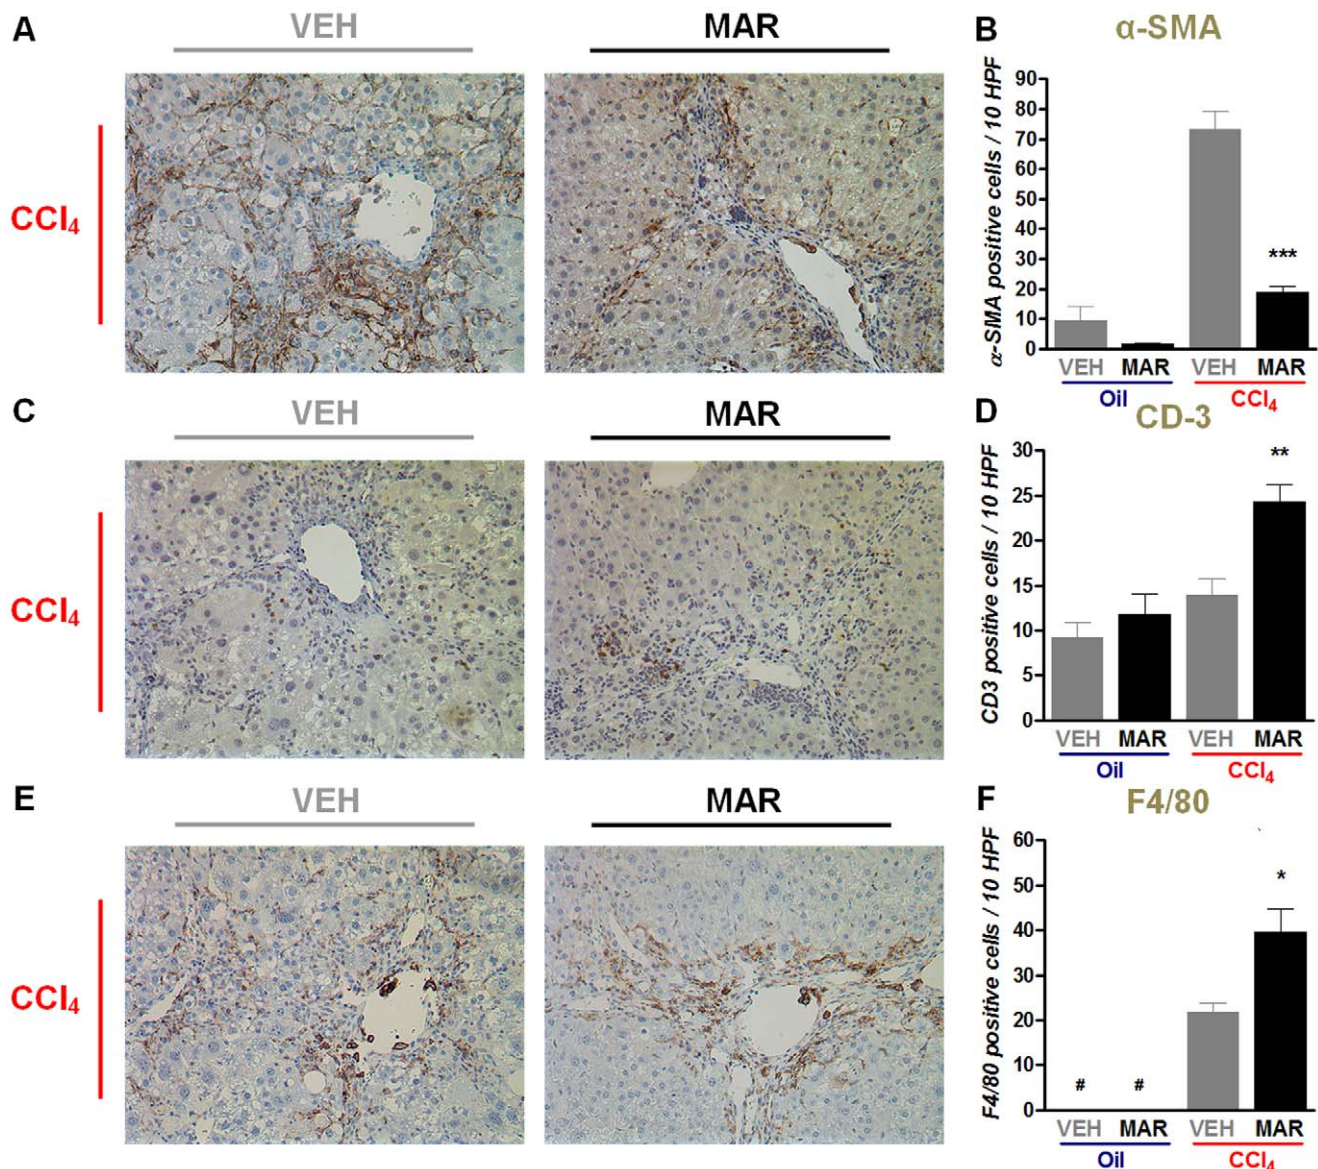 A
VEH
MAR
CCl₄
B
α-SMA
α-SMA positive cells / 10 HPF
90
80
70
60
50
40
30
20
10
0
***
VEH MAR VEH MAR
Oil CCl₄
C
VEH
MAR
CCl₄
D
CD-3
CD3 positive cells / 10 HPF
30
25
20
15
10
5
0
**
VEH MAR VEH MAR
Oil CCl₄
E
VEH
MAR
CCl₄
F
F4/80
F4/80 positive cells / 10 HPF
60
50
40
30
20
10
0
# #
*
VEH MAR VEH MAR
Oil CCl₄